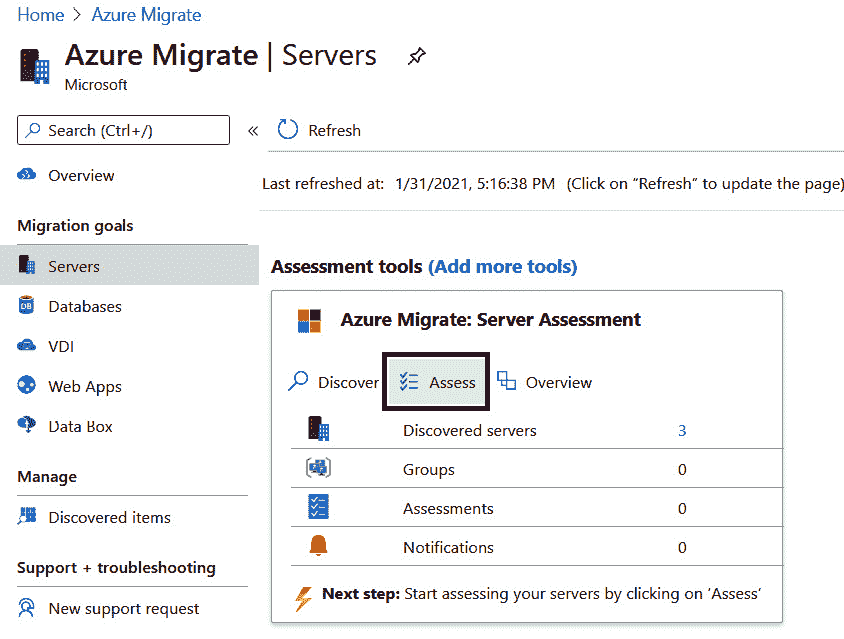 Home > Azure Migrate
Azure Migrate | Servers
Microsoft
Search (Ctrl+/)
«
Refresh
Overview
Last refreshed at: 1/31/2021, 5:16:38 PM (Click on “Refresh” to update the page)
Migration goals
Servers
Databases
VDI
Web Apps
Data Box
Manage
Discovered items
Support + troubleshooting
New support request
Assessment tools (Add more tools)
Azure Migrate: Server Assessment
Discover Assess Overview
Discovered servers 3
Groups 0
Assessments 0
Notifications 0
Next step: Start assessing your servers by clicking on ‘Assess’